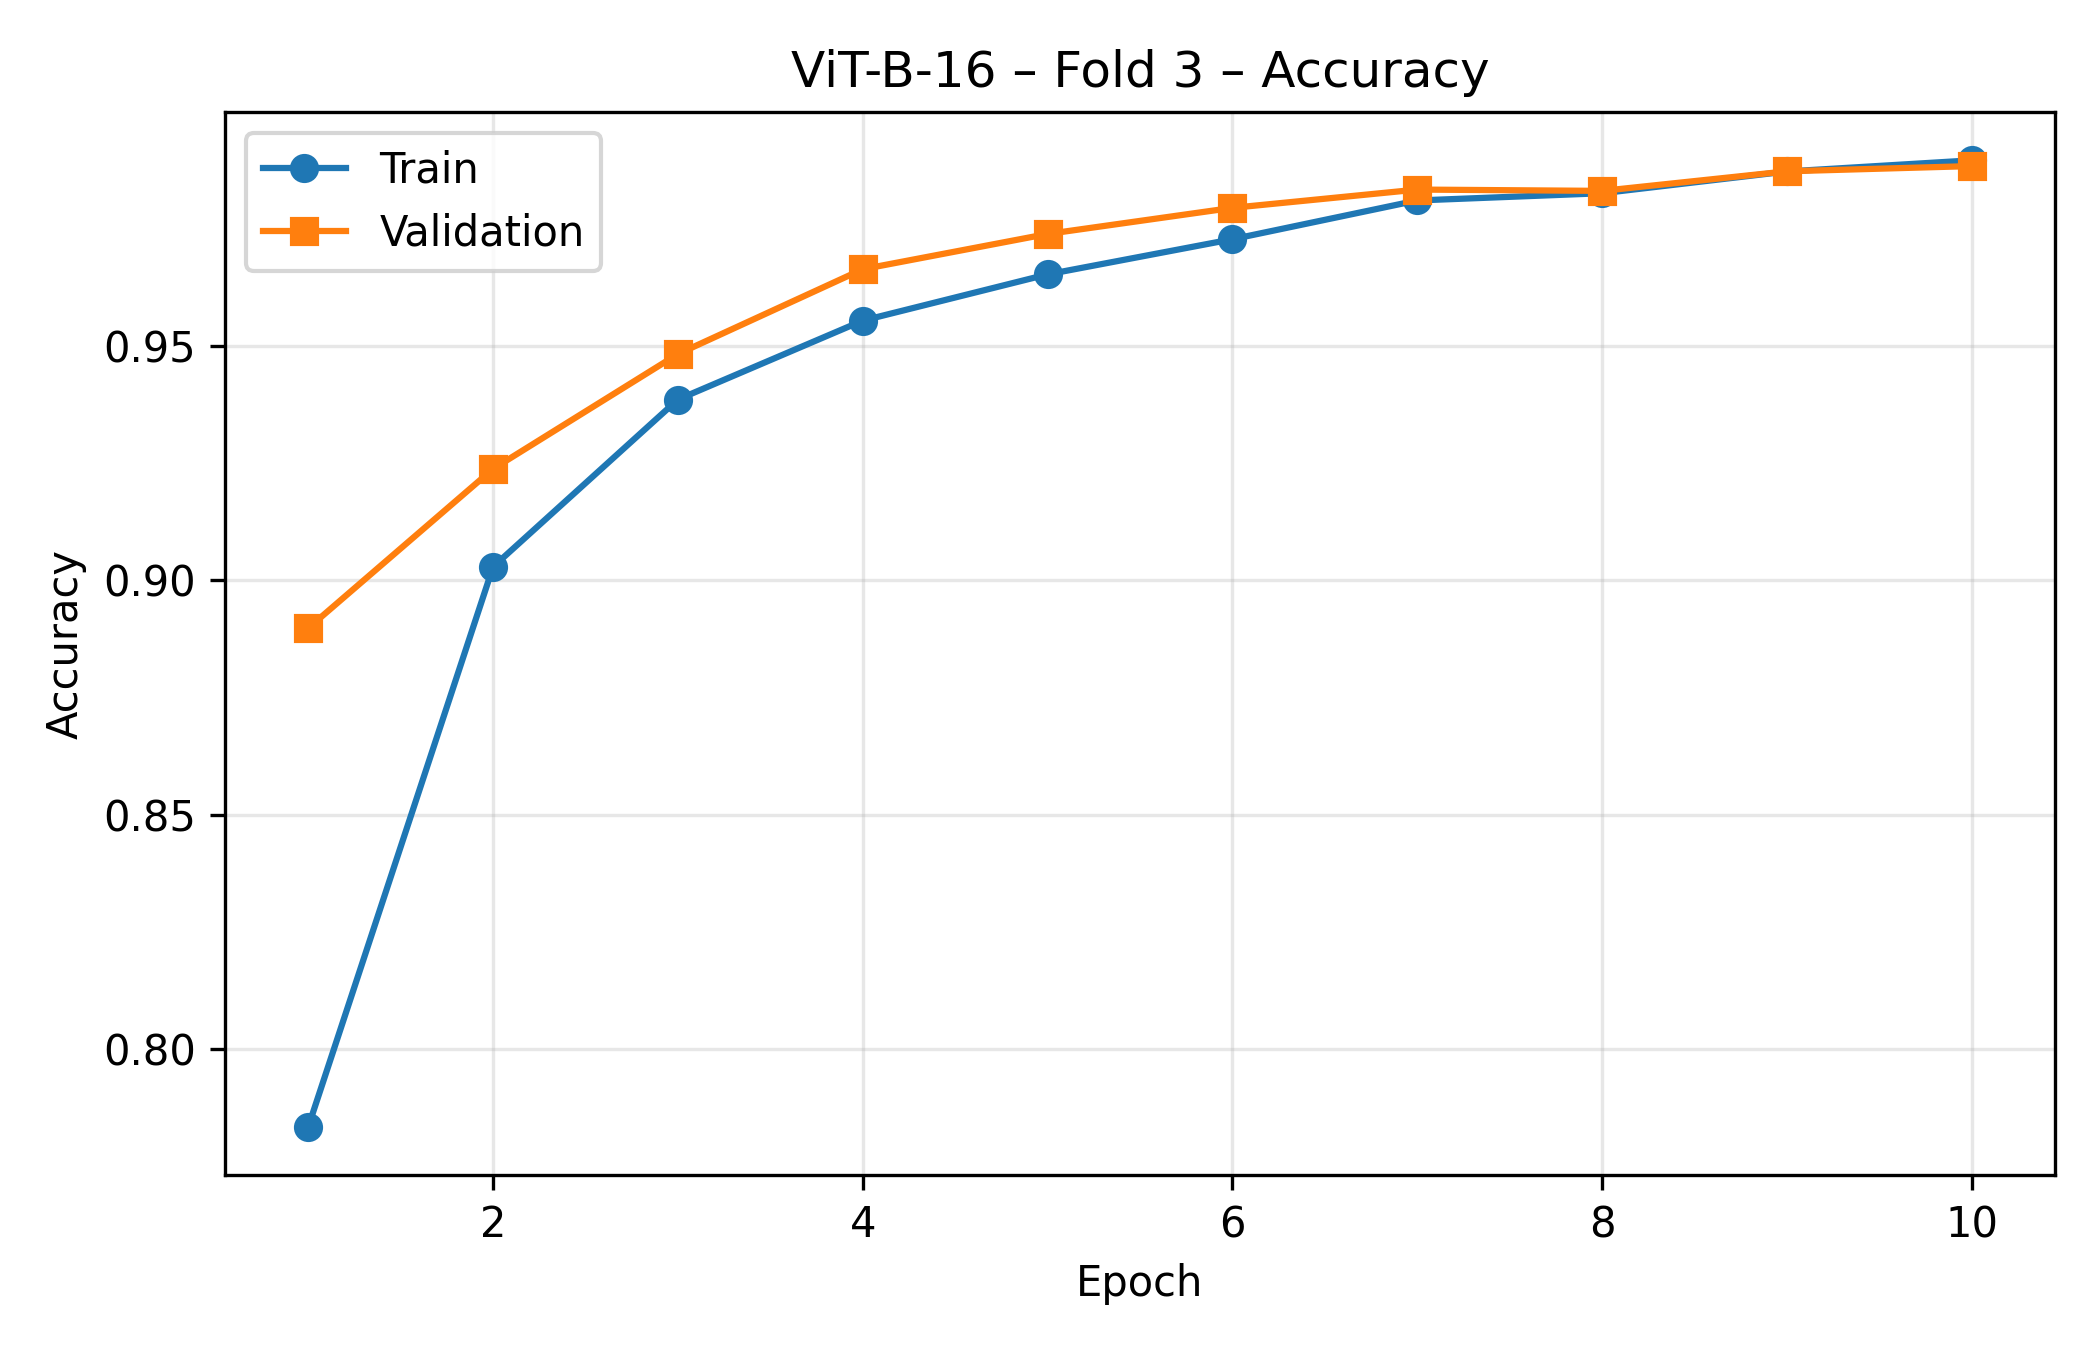 ViT-B-16 – Fold 3 – Accuracy
Train
Validation
0.95
0.90
0.85
0.80
Accuracy
2 4 6 8 10
Epoch